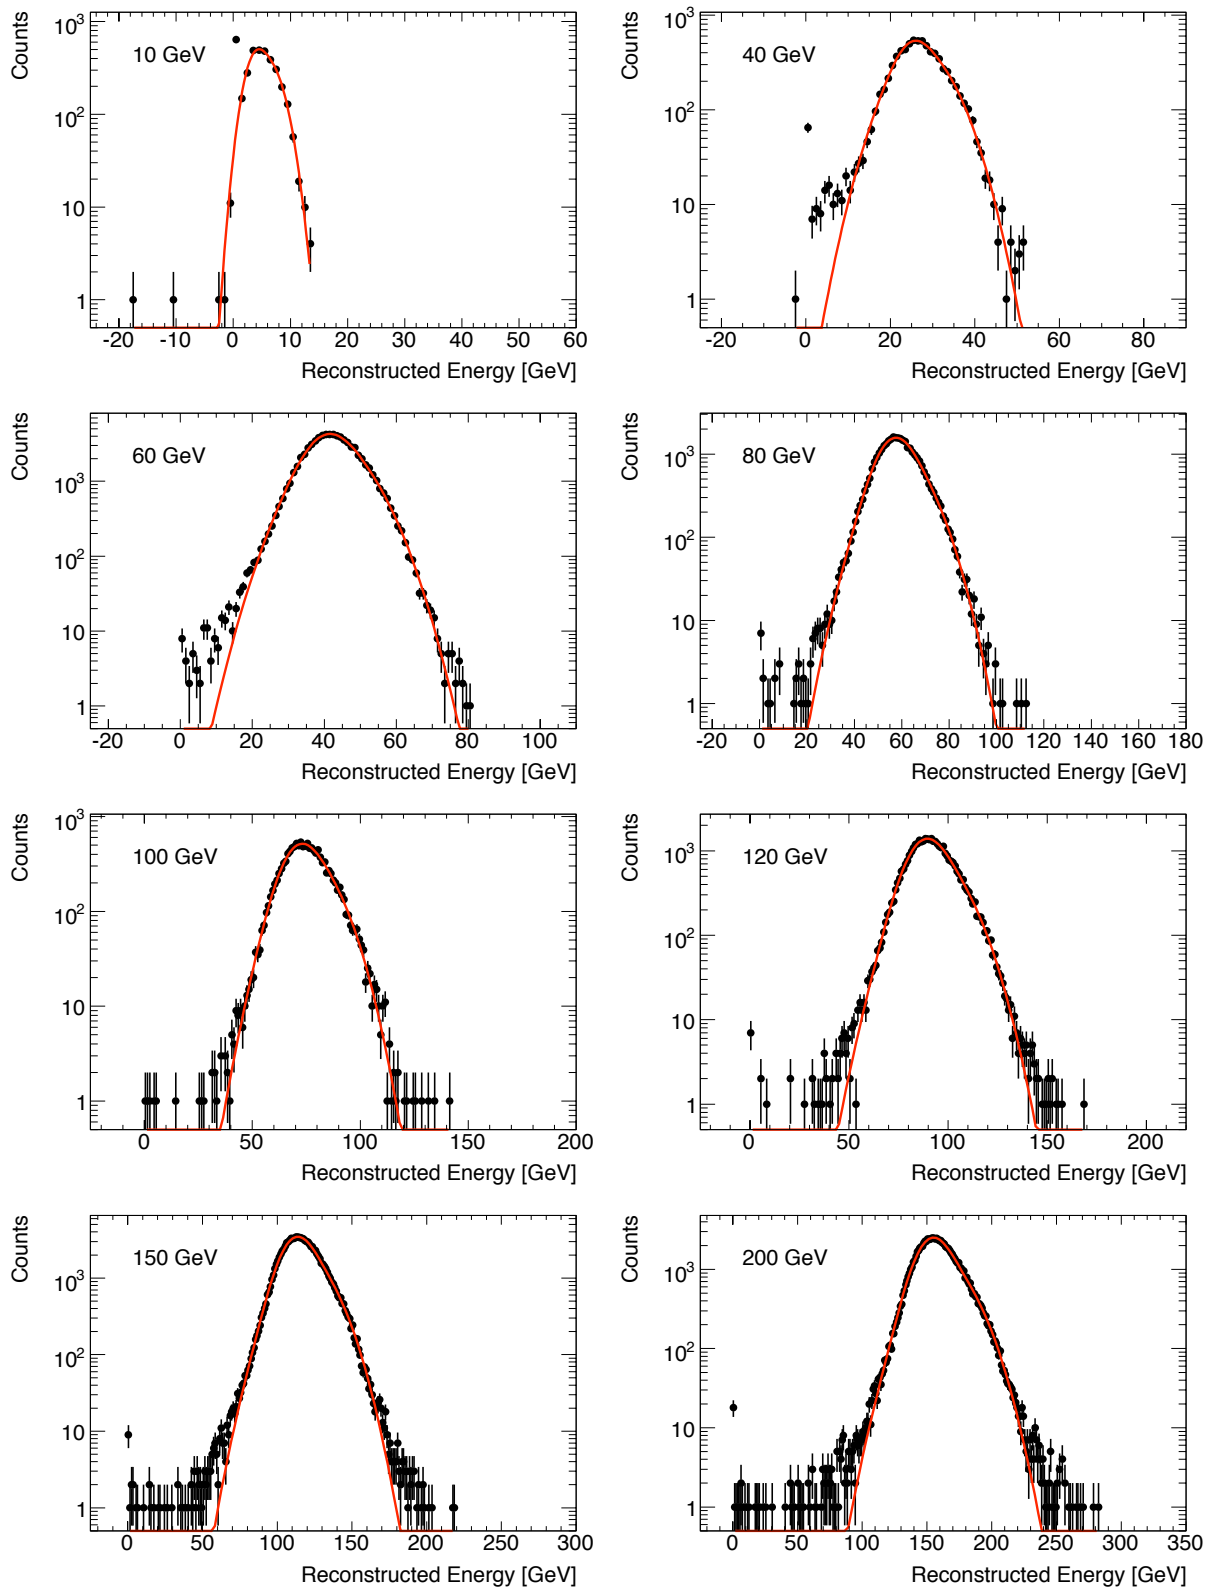 Counts
10³
10²
10
1
10 GeV
-20 -10 0 10 20 30 40 50 60
Reconstructed Energy [GeV]
Counts
10³
10²
10
1
40 GeV
-20 0 20 40 60 80
Reconstructed Energy [GeV]
Counts
10³
10²
10
1
60 GeV
-20 0 20 40 60 80 100
Reconstructed Energy [GeV]
Counts
10³
10²
10
1
80 GeV
-20 0 20 40 60 80 100 120 140 160 180
Reconstructed Energy [GeV]
Counts
10³
10²
10
1
100 GeV
0 50 100 150 200
Reconstructed Energy [GeV]
Counts
10³
10²
10
1
120 GeV
0 50 100 150 200
Reconstructed Energy [GeV]
Counts
10³
10²
10
1
150 GeV
0 50 100 150 200 250 300
Reconstructed Energy [GeV]
Counts
10³
10²
10
1
200 GeV
0 50 100 150 200 250 300 350
Reconstructed Energy [GeV]